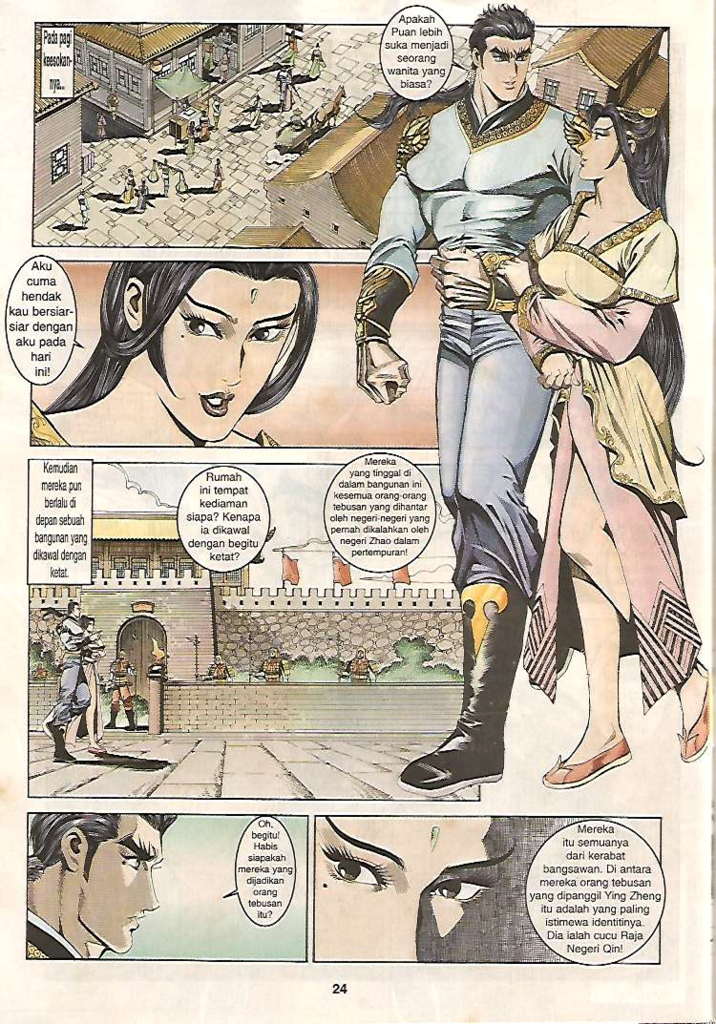 Pada pagi
keesokan-
nya...
Apakah
Puan lebih
suka menjadi
seorang
wanita yang
biasa?
Aku
cuma
hendak
kau bersiar-
siar dengan
aku pada
hari
ini!
Kemudian
mereka pun
berlalu di
depan sebuah
bangunan yang
dikawal ketat.
Rumah
ini tempat
kediaman
siapa? Kenapa
ia dikawal
dengan begitu
ketat?
Mereka
yang tinggal di
dalam bangunan ini
kesemua orang-orang
tebusan yang dihantar
oleh negeri-negeri yang
pernah dikalahkan oleh
negeri Zhao dalam
pertempuran!
Oh,
begitu!
Habis
siapakah
mereka yang
dijadikan
orang
tebusan
itu?
Mereka
itu semuanya
dari kerabat
bangsawan. Di antara
mereka orang tebusan
yang dipanggil Ying Zheng
itu adalah yang paling
istimewa identitinya.
Dia ialah cucu Raja
Negeri Qin!
24